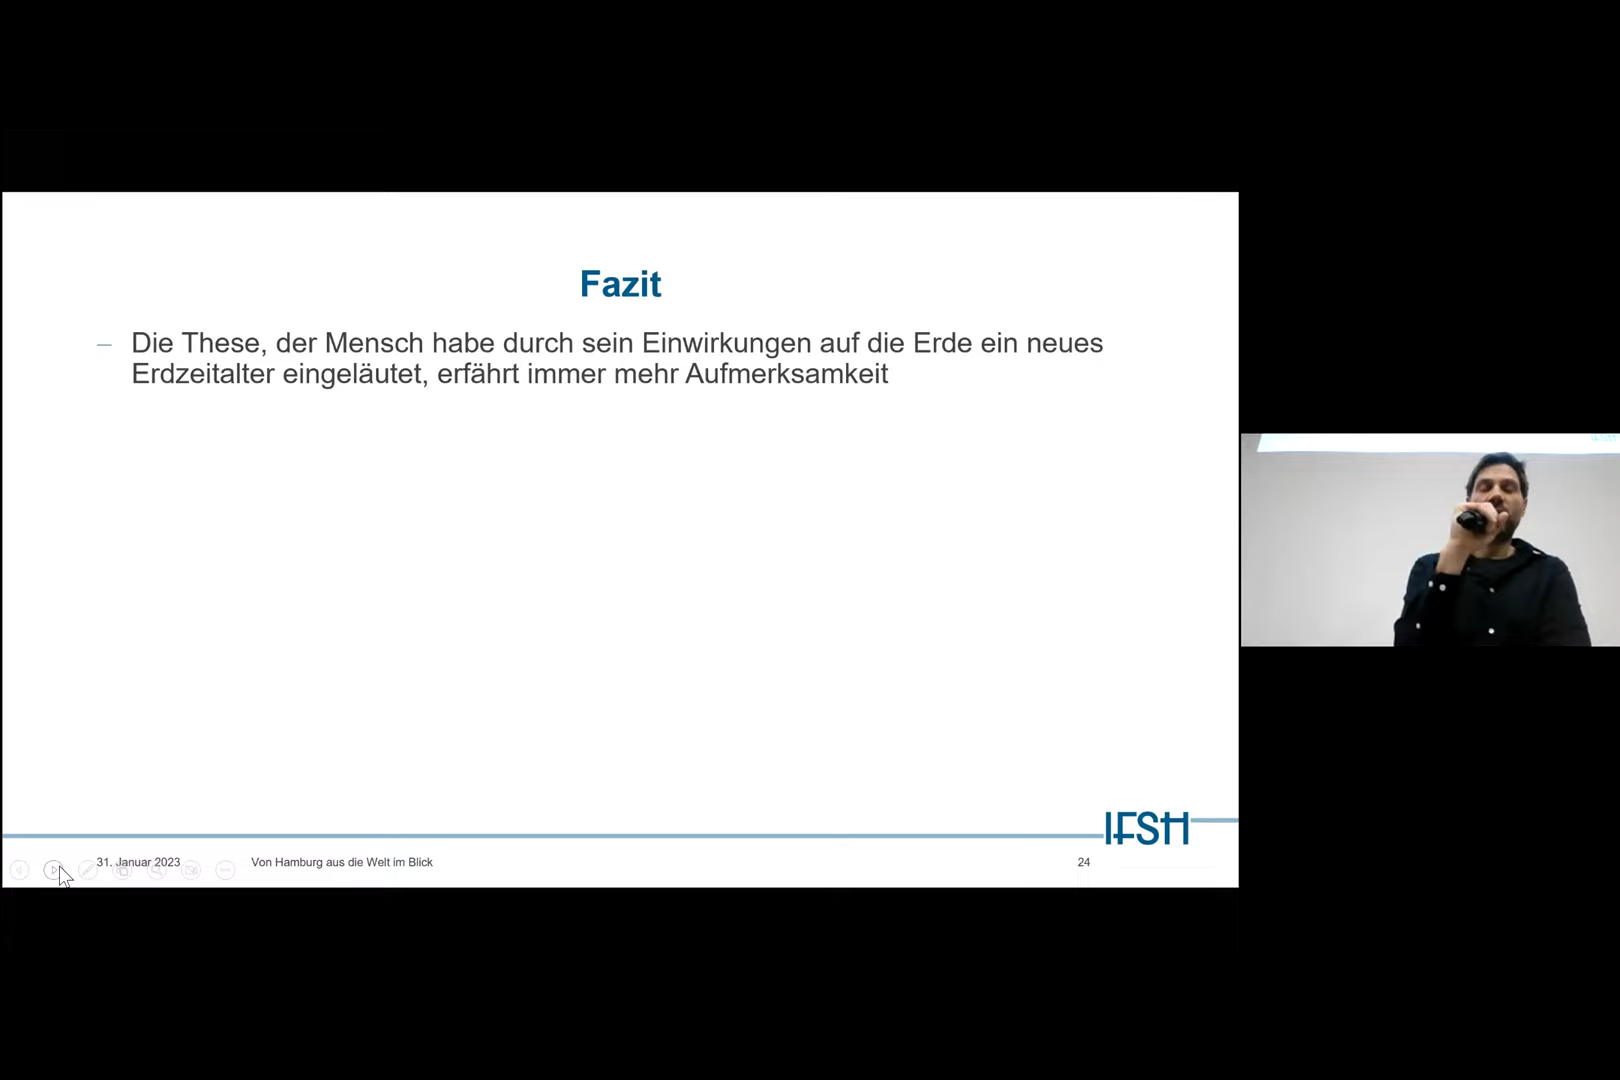 Fazit
– Die These, der Mensch habe durch sein Einwirkungen auf die Erde ein neues
Erdzeitalter eingeläutet, erfährt immer mehr Aufmerksamkeit
IFSH
31. Januar 2023 Von Hamburg aus die Welt im Blick 24